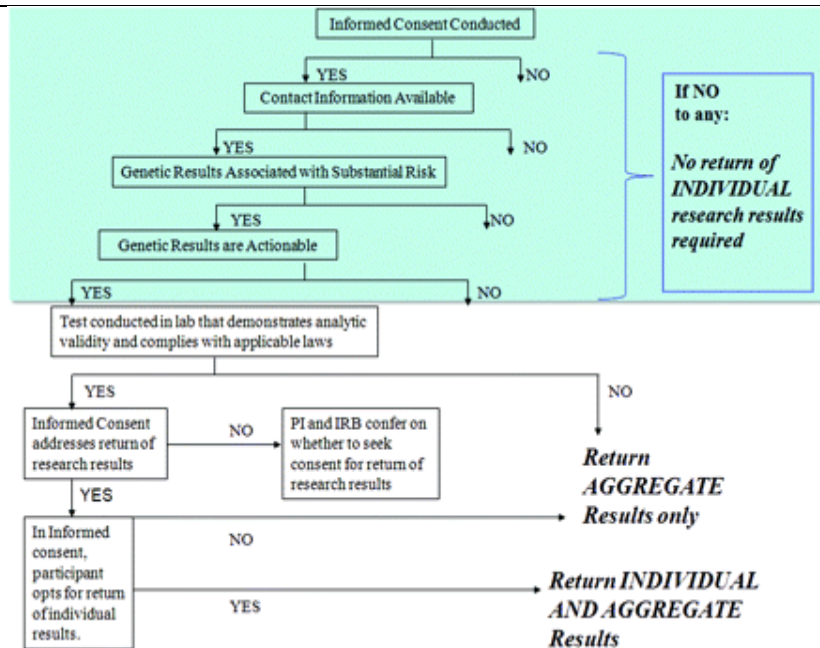 Informed Consent Conducted
YES
NO
Contact Information Available
YES
NO
Genetic Results Associated with Substantial Risk
YES
NO
Genetic Results are Actionable
YES
NO
If NO
to any:
No return of
INDIVIDUAL
research results
required
Test conducted in lab that demonstrates analytic
validity and complies with applicable laws
YES
NO
Informed Consent
addresses return of
research results
NO
PI and IRB confer on
whether to seek
consent for return of
research results
Return
AGGREGATE
Results only
YES
In Informed
consent,
participant
opts for return
of individual
results.
NO
YES
Return INDIVIDUAL
AND AGGREGATE
Results